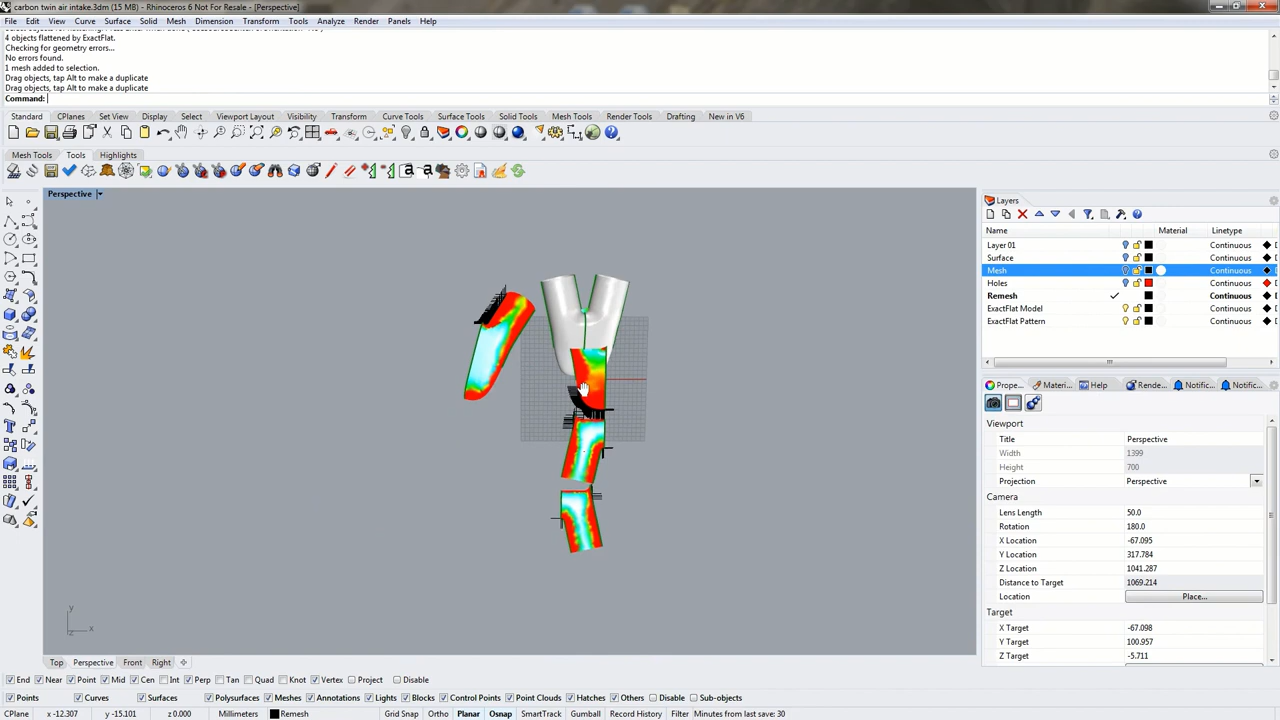 carbon twin air intake.3dm (15 MB) - Rhinoceros 6 Not For Resale - [Perspective]
File Edit View Curve Surface Solid Mesh Dimension Transform Tools Analyze Render Panels Help
4 objects flattened by ExactFlat.
Checking for geometry errors...
No errors found.
1 mesh added to selection.
Drag objects, tap Alt to make a duplicate
Drag objects, tap Alt to make a duplicate
Command:
Standard CPlanes Set View Display Select Viewport Layout Visibility Transform Curve Tools Surface Tools Solid Tools Mesh Tools Render Tools Drafting New in V6
Mesh Tools Tools Highlights
Perspective
Layers
Name Material Linetype
Layer 01 Continuous
Surface Continuous
Mesh Continuous
Holes Continuous
Remesh Continuous
ExactFlat Model Continuous
ExactFlat Pattern Continuous
Prope... Materi... Help Rende... Notific... Notific...
Viewport
Title Perspective
Width 1399
Height 700
Projection Perspective
Camera
Lens Length 50.0
Rotation 180.0
X Location -67.095
Y Location 317.784
Z Location 1041.287
Distance to Target 1069.214
Location Place...
Target
X Target -67.098
Y Target 100.957
Z Target -5.711
y
z x
Top Perspective Front Right
End Near Point Mid Cen Int Perp Tan Quad Knot Vertex Project Disable
Points Curves Surfaces Polysurfaces Meshes Annotations Lights Blocks Control Points Point Clouds Hatches Others Disable Sub-objects
CPlane x -12.307 y -15.101 z 0.000 Millimeters Remesh Grid Snap Ortho Planar Osnap SmartTrack Gumball Record History Filter Minutes from last save: 30